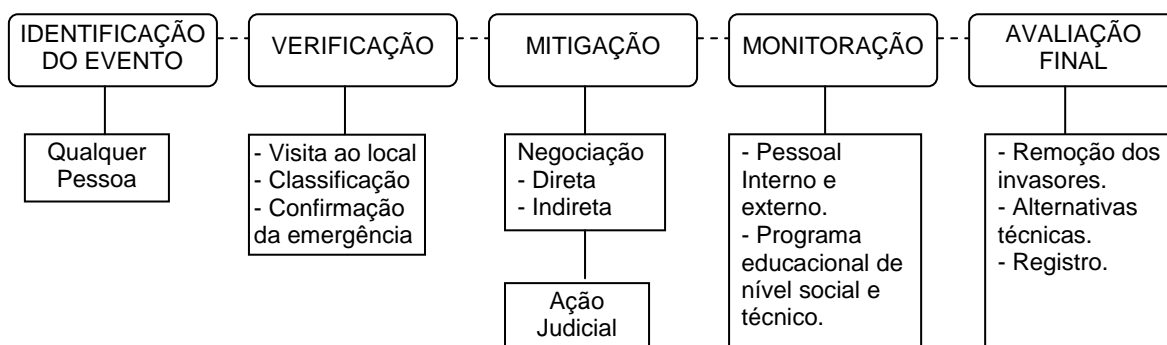 IDENTIFICAÇÃO
DO EVENTO
VERIFICAÇÃO
MITIGAÇÃO
MONITORAÇÃO
AVALIAÇÃO
FINAL
Qualquer
Pessoa
- Visita ao local
- Classificação
- Confirmação
da emergência
Negociação
- Direta
- Indireta
Ação
Judicial
- Pessoal
Interno e
externo.
- Programa
educacional de
nível social e
técnico.
- Remoção dos
invasores.
- Alternativas
técnicas.
- Registro.